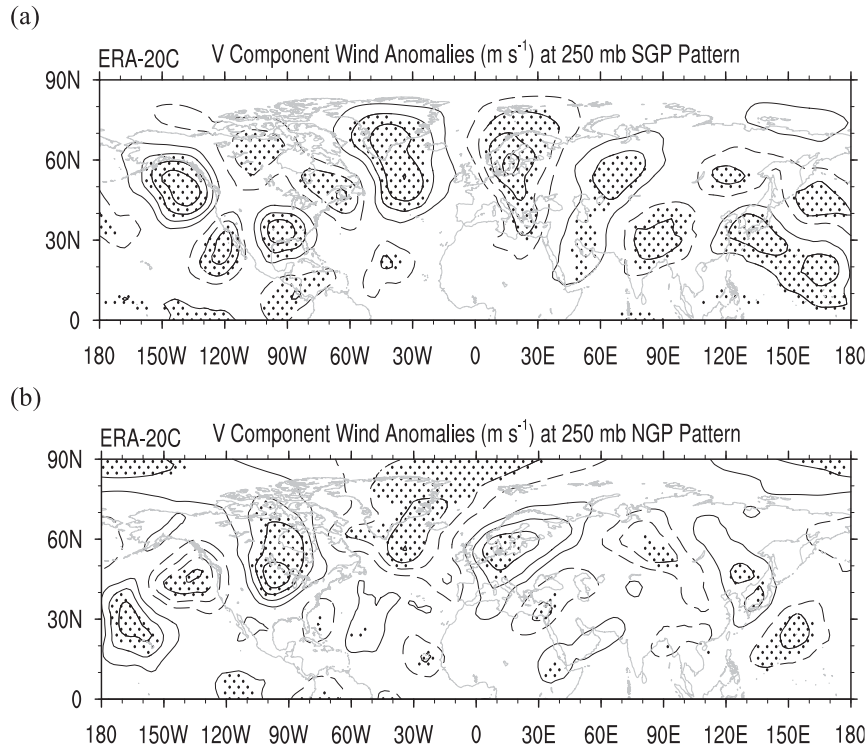 (a)
ERA-20C V Component Wind Anomalies (m s⁻¹) at 250 mb SGP Pattern
90N
60N
30N
0
180 150W 120W 90W 60W 30W 0 30E 60E 90E 120E 150E 180
(b)
ERA-20C V Component Wind Anomalies (m s⁻¹) at 250 mb NGP Pattern
90N
60N
30N
0
180 150W 120W 90W 60W 30W 0 30E 60E 90E 120E 150E 180